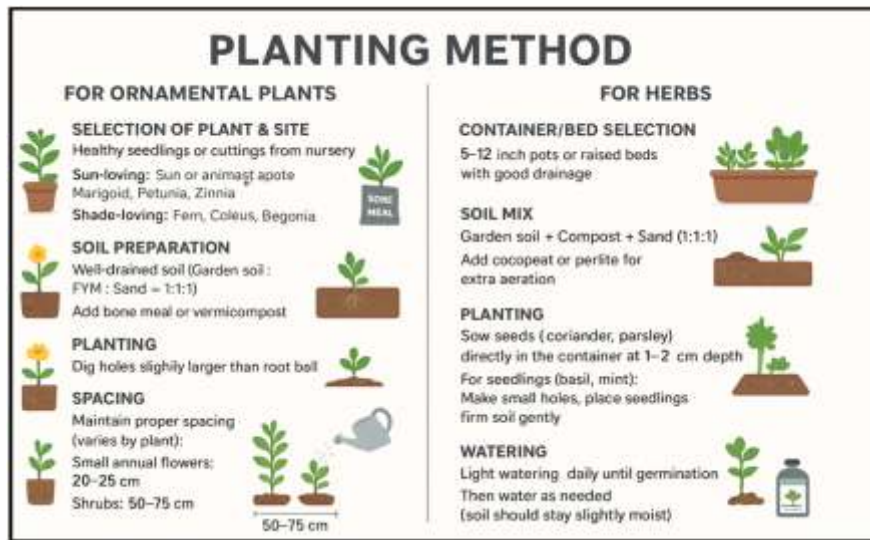 PLANTING METHOD
FOR ORNAMENTAL PLANTS
SELECTION OF PLANT & SITE
Healthy seedlings or cuttings from nursery
Sun-loving: Sun or animast apote
Marigoid, Petunia, Zinnia
Shade-loving: Fern, Coleus, Begonia
BONE
MEAL
SOIL PREPARATION
Well-drained soil (Garden soil :
FYM : Sand = 1:1:1)
Add bone meal or vermicompost
PLANTING
Dig holes slighily larger than root ball
SPACING
Maintain proper spacing
(varies by plant):
Small annual flowers:
20–25 cm
Shrubs: 50–75 cm
50–75 cm
FOR HERBS
CONTAINER/BED SELECTION
5–12 inch pots or raised beds
with good drainage
SOIL MIX
Garden soil + Compost + Sand (1:1:1)
Add cocopeat or perlite for
extra aeration
PLANTING
Sow seeds (coriander, parsley)
directly in the container at 1–2 cm depth
For seedlings (basil, mint):
Make small holes, place seedlings
firm soil gently
WATERING
Light watering daily until germination
Then water as needed
(soil should stay slightly moist)